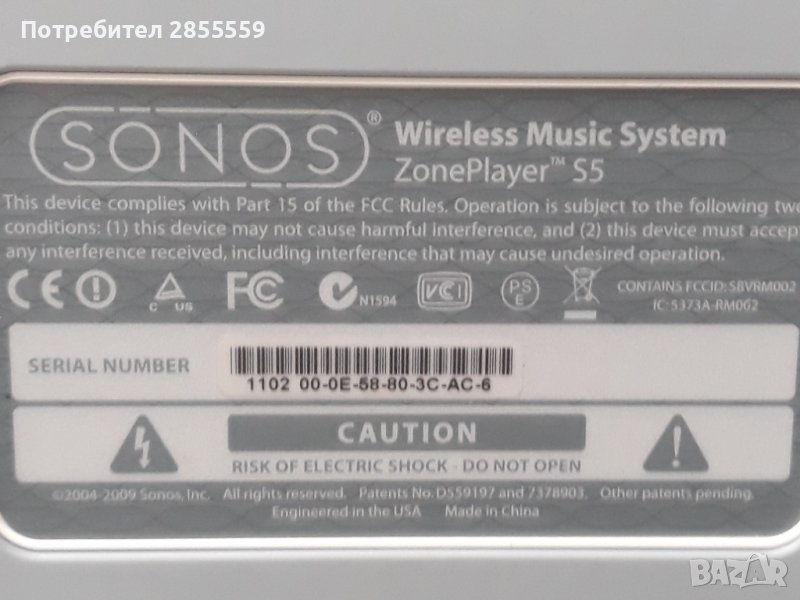 Потребител 2855559
SONOS® Wireless Music System
ZonePlayer™ S5
This device complies with Part 15 of the FCC Rules. Operation is subject to the following two
conditions: (1) this device may not cause harmful interference, and (2) this device must accept
any interference received, including interference that may cause undesired operation.
CE FC N1594 VCI PS E CONTAINS FCCID: SBVRM002
C US IC: 5373A-RM002
SERIAL NUMBER
1102 00-0E-58-80-3C-AC-6
CAUTION
RISK OF ELECTRIC SHOCK - DO NOT OPEN
©2004-2009 Sonos, Inc. All rights reserved. Patents No. D559197 and 7378903. Other patents pending.
Engineered in the USA Made in China
BAZAR